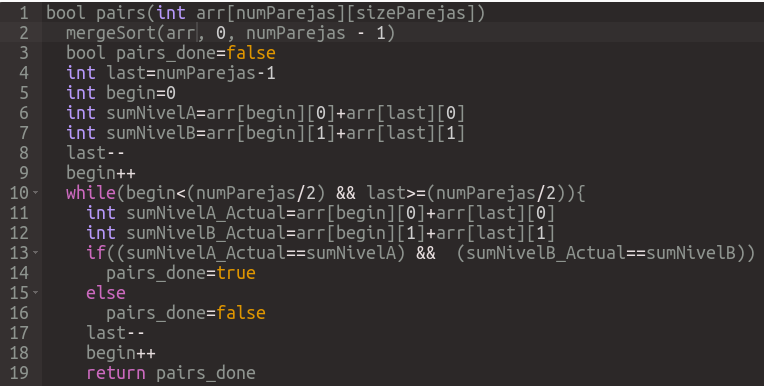 1 bool pairs(int arr[numParejas][sizeParejas])
2 mergeSort(arr, 0, numParejas - 1)
3 bool pairs_done=false
4 int last=numParejas-1
5 int begin=0
6 int sumNivelA=arr[begin][0]+arr[last][0]
7 int sumNivelB=arr[begin][1]+arr[last][1]
8 last--
9 begin++
10 while(begin<(numParejas/2) && last>=(numParejas/2)){
11 int sumNivelA_Actual=arr[begin][0]+arr[last][0]
12 int sumNivelB_Actual=arr[begin][1]+arr[last][1]
13 if((sumNivelA_Actual==sumNivelA) &&  (sumNivelB_Actual==sumNivelB))
14 pairs_done=true
15 else
16 pairs_done=false
17 last--
18 begin++
19 return pairs_done